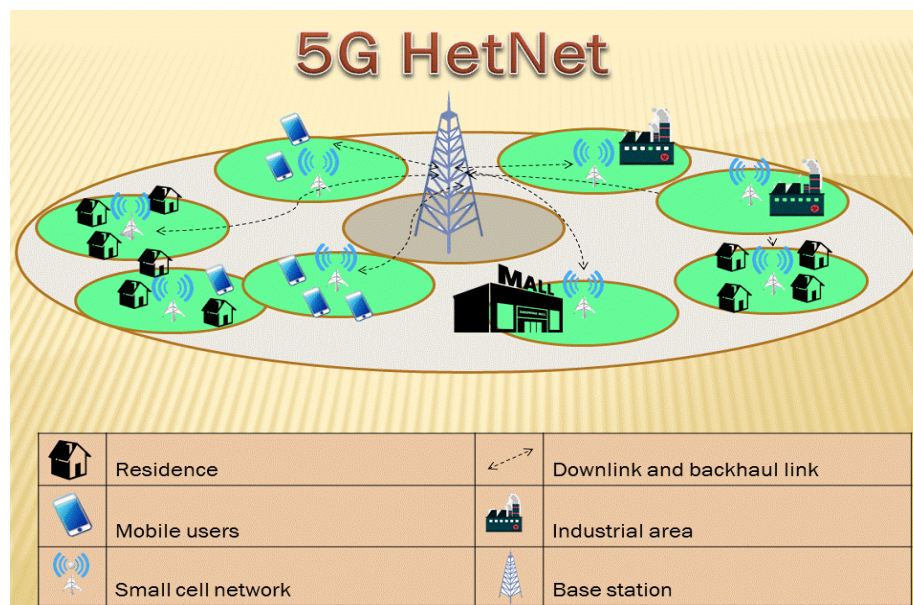 5G HetNet
MALL
Residence
Downlink and backhaul link
Mobile users
Industrial area
Small cell network
Base station